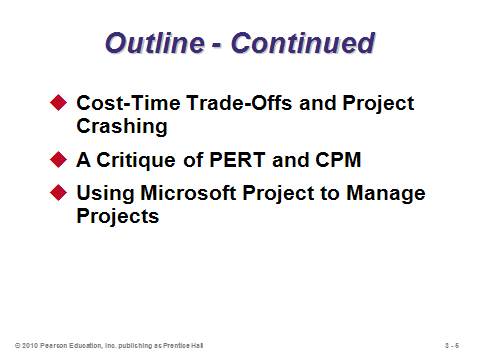 Outline - Continued
Cost-Time Trade-Offs and Project
Crashing
A Critique of PERT and CPM
Using Microsoft Project to Manage
Projects
© 2010 Pearson Education, Inc. publishing as Prentice Hall
3 - 5